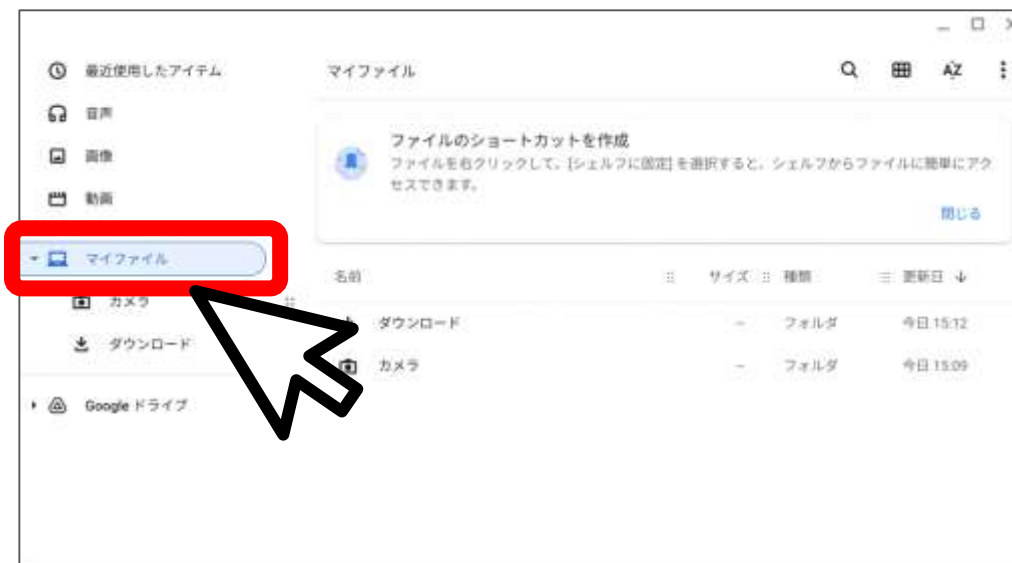 最近使用したアイテム
音声
画像
動画
マイファイル
カメラ
ダウンロード
Google ドライブ
マイファイル
AZ
ファイルのショートカットを作成
ファイルを右クリックして、[シェルフに固定] を選択すると、シェルフからファイルに簡単にアク
セスできます。
閉じる
名前 サイズ 種類 更新日
ダウンロード – フォルダ 今日 15:12
カメラ – フォルダ 今日 15:09